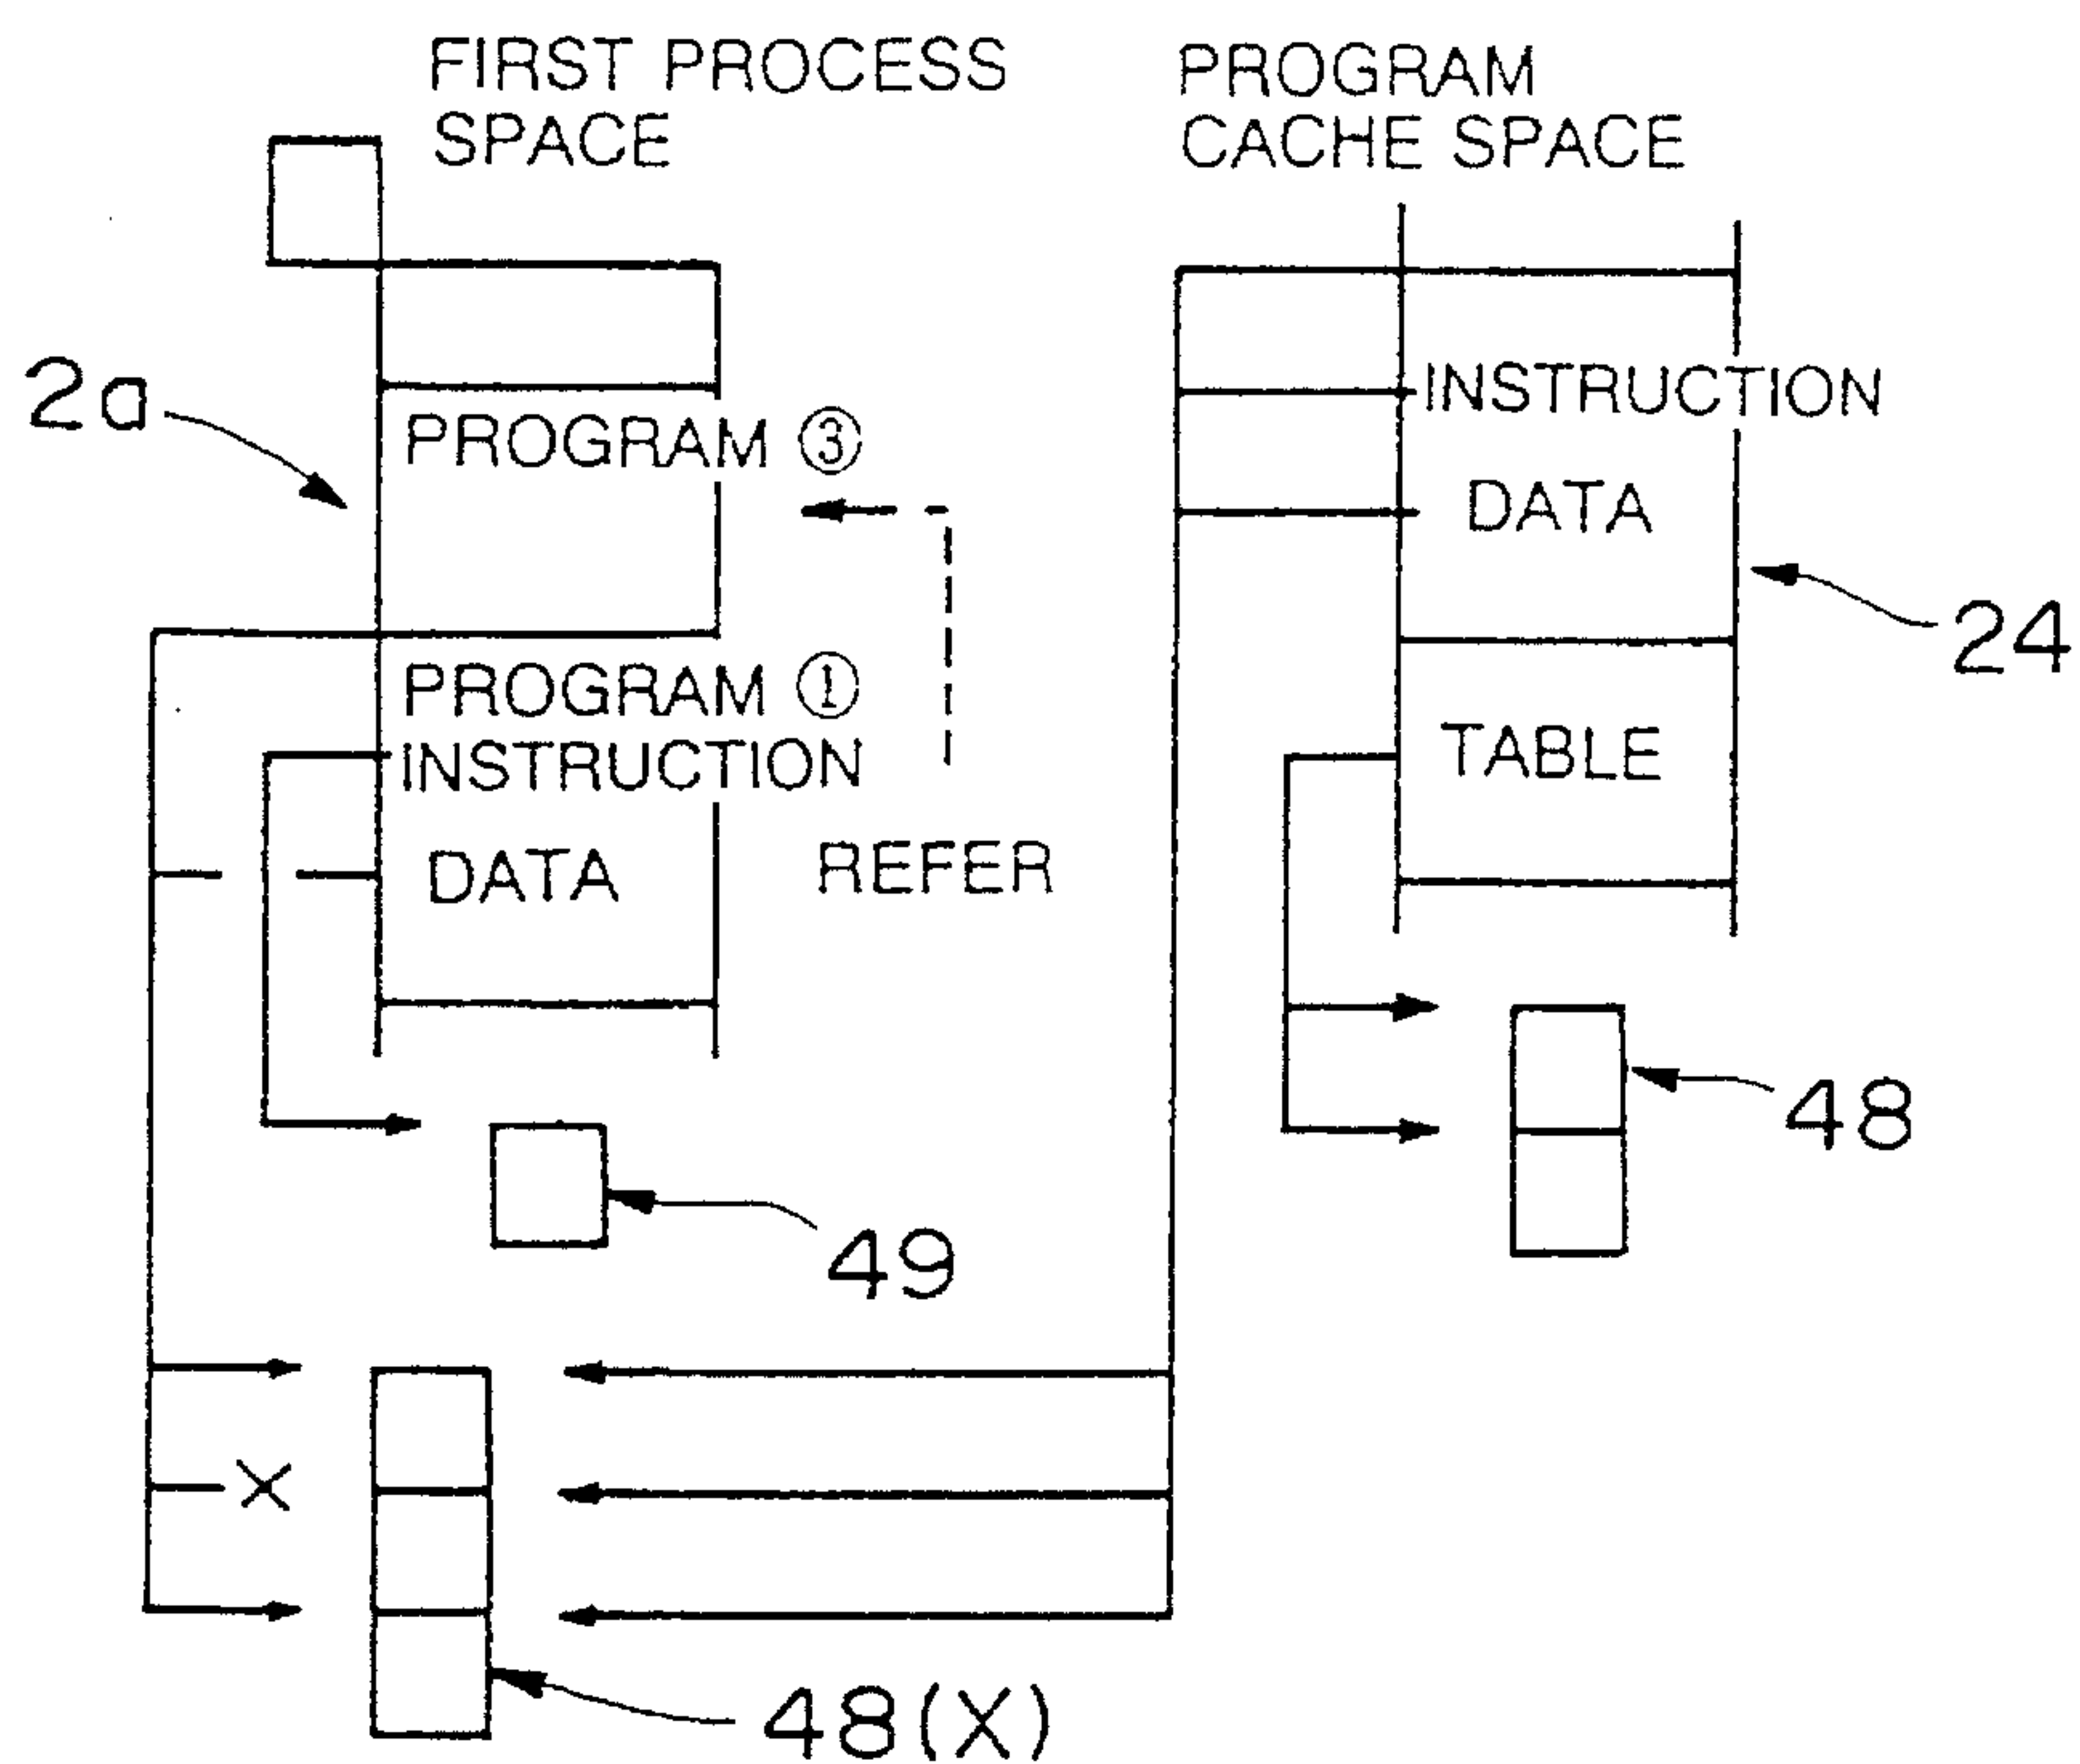 FIRST PROCESS
SPACE
PROGRAM
CACHE SPACE
2a
PROGRAM ③
INSTRUCTION
DATA
24
PROGRAM ①
INSTRUCTION
TABLE
DATA
REFER
48
49
X
48(X)